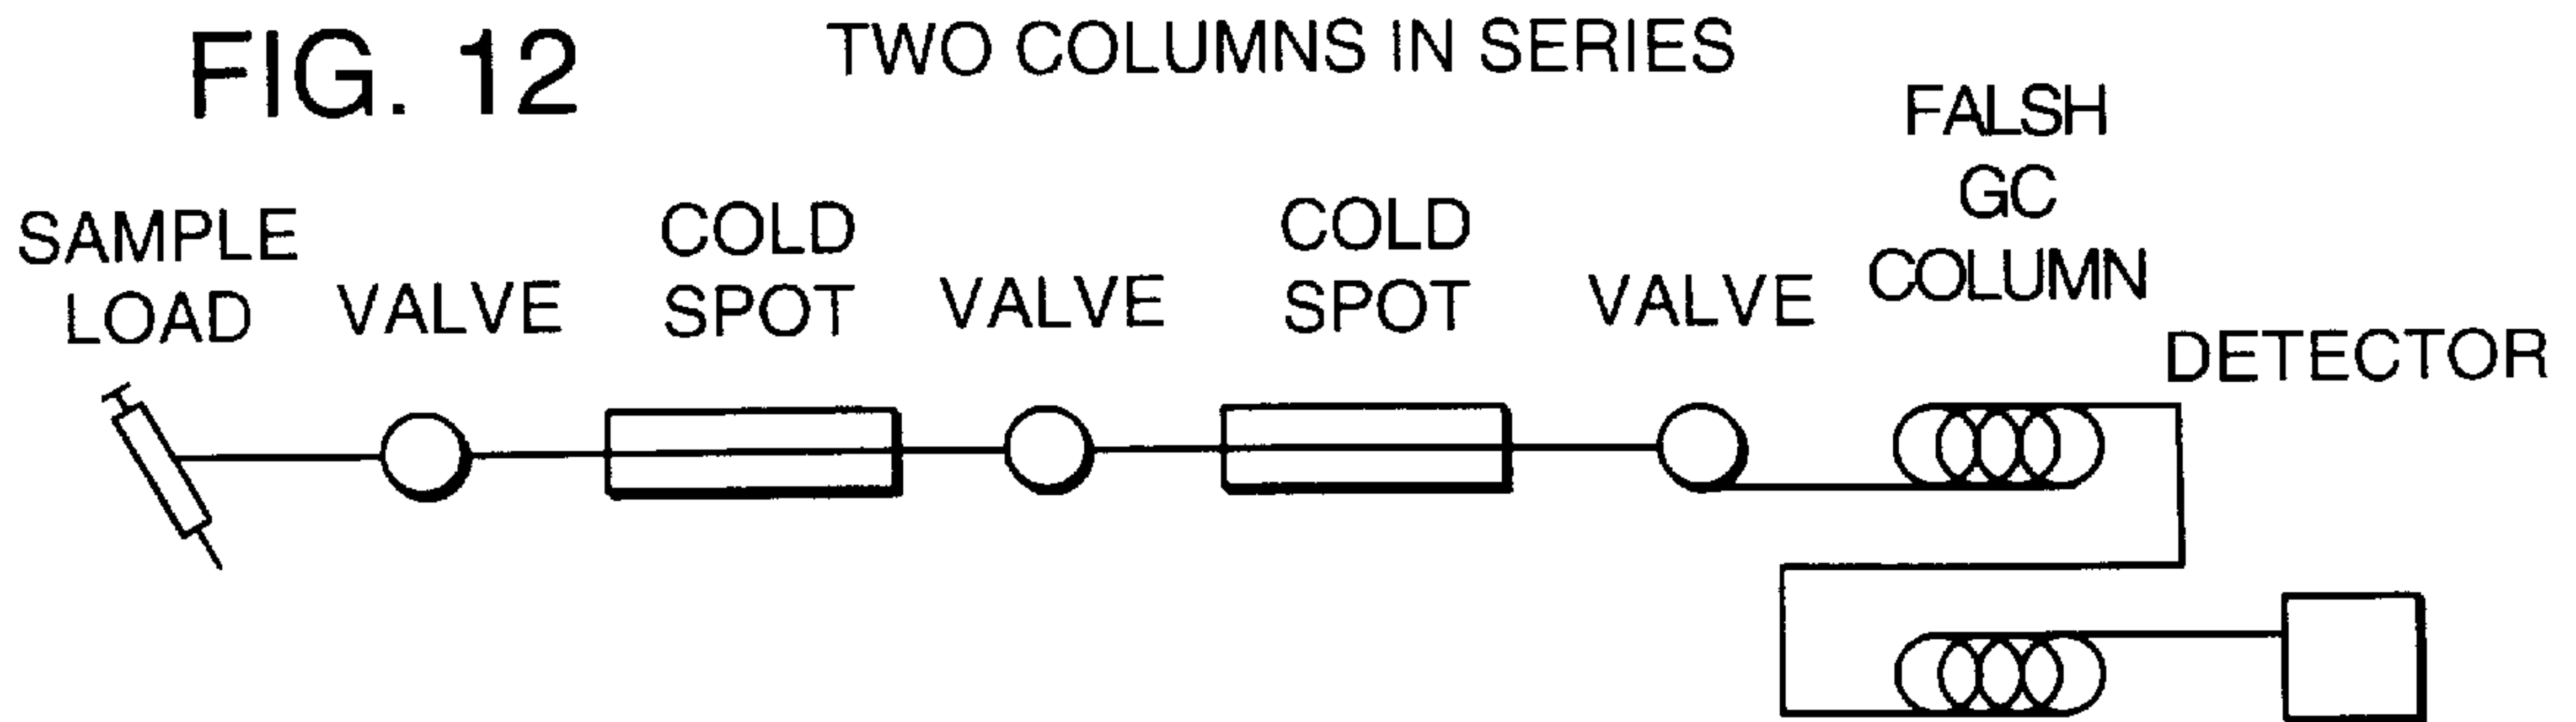 FIG. 12
TWO COLUMNS IN SERIES
SAMPLE
LOAD
VALVE
COLD
SPOT
VALVE
COLD
SPOT
VALVE
FALSH
GC
COLUMN
DETECTOR